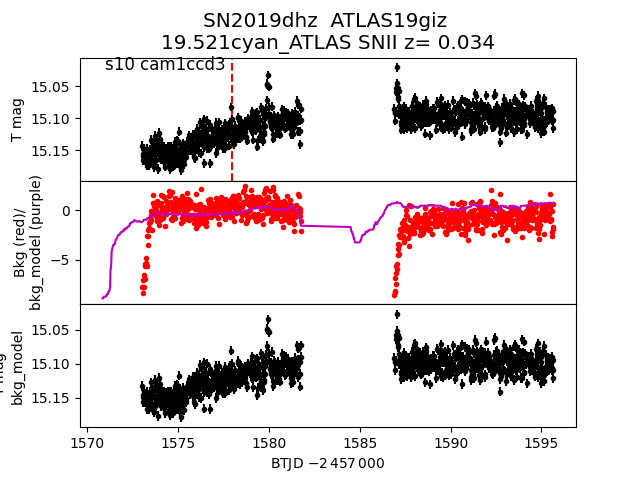 SN2019dhz  ATLAS19giz
19.521cyan_ATLAS SNII z= 0.034
s10 cam1ccd3
T mag
15.05
15.10
15.15
Bkg (red)/
bkg_model (purple)
0
−5
bkg_model
15.05
15.10
15.15
1570 1575 1580 1585 1590 1595
BTJD −2 457 000